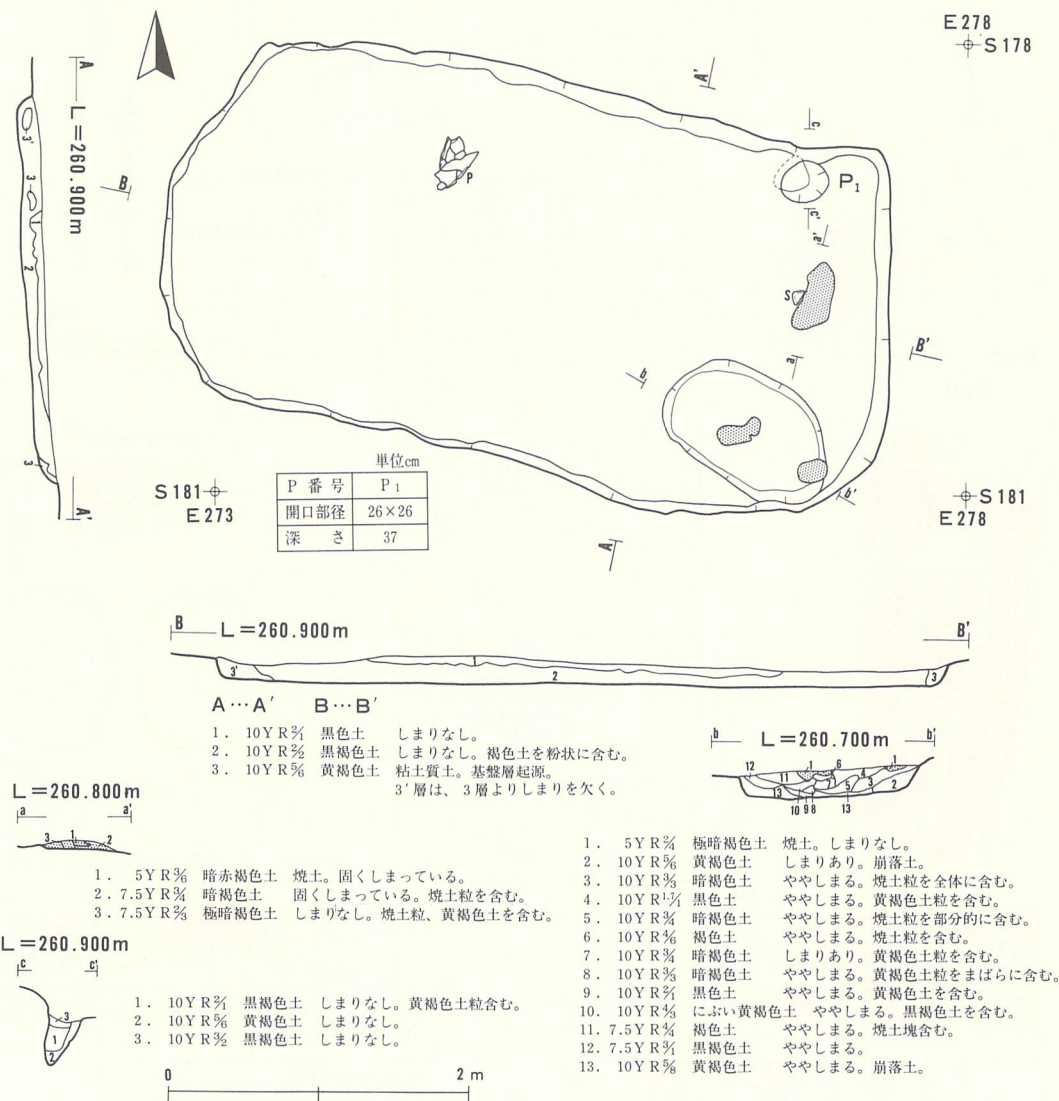 E278
S178
A
L=260.900m
3'
3
1
2
3
A'
A'
B
P
c
P₁
c'
a'
S
a
B'
b
b'
A
S181
E273
S181
E278
単位cm
P 番 号 P₁
開口部径 26×26
深 さ 37
B L=260.900m B'
3' 1 2 3
A…A' B…B'
1. 10YR2/1 黒色土 しまりなし。
2. 10YR2/2 黒褐色土 しまりなし。褐色土を粉状に含む。
3. 10YR5/6 黄褐色土 粘土質土。基盤層起源。
3'層は、3層よりしまりを欠く。
L=260.800m
a a'
3 1 2
1. 5YR3/6 暗赤褐色土 焼土。固くしまっている。
2. 7.5YR3/4 暗褐色土 固くしまっている。焼土粒を含む。
3. 7.5YR2/3 極暗褐色土 しまりなし。焼土粒、黄褐色土を含む。
L=260.900m
c c'
3
1
2
1. 10YR2/1 黒褐色土 しまりなし。黄褐色土粒含む。
2. 10YR5/6 黄褐色土 しまりなし。
3. 10YR3/2 黒褐色土 しまりなし。
b L=260.700m b'
12 1 6 1
11 4 3
13 7 5 2
10 9 8 13
1. 5YR2/4 極暗褐色土 焼土。しまりなし。
2. 10YR5/6 黄褐色土 しまりあり。崩落土。
3. 10YR3/3 暗褐色土 ややしまる。焼土粒を全体に含む。
4. 10YR1.7/1 黒色土 ややしまる。黄褐色土粒を含む。
5. 10YR3/4 暗褐色土 ややしまる。焼土粒を部分的に含む。
6. 10YR4/6 褐色土 ややしまる。焼土粒を含む。
7. 10YR3/4 暗褐色土 しまりあり。黄褐色土粒を含む。
8. 10YR3/3 暗褐色土 ややしまる。黄褐色土粒をまばらに含む。
9. 10YR2/1 黒色土 ややしまる。黄褐色土を含む。
10. 10YR4/3 にぶい黄褐色土 ややしまる。黒褐色土を含む。
11. 7.5YR4/4 褐色土 ややしまる。焼土塊含む。
12. 7.5YR3/1 黒褐色土 ややしまる。
13. 10YR5/8 黄褐色土 ややしまる。崩落土。
0 2m